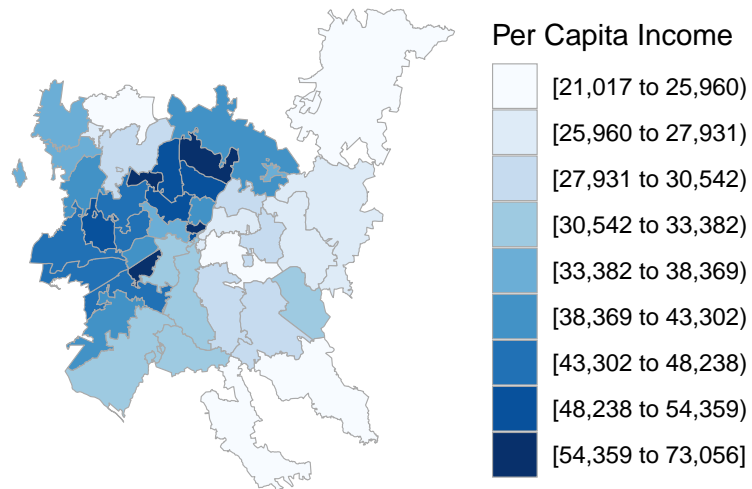 Per Capita Income
[21,017 to 25,960)
[25,960 to 27,931)
[27,931 to 30,542)
[30,542 to 33,382)
[33,382 to 38,369)
[38,369 to 43,302)
[43,302 to 48,238)
[48,238 to 54,359)
[54,359 to 73,056]